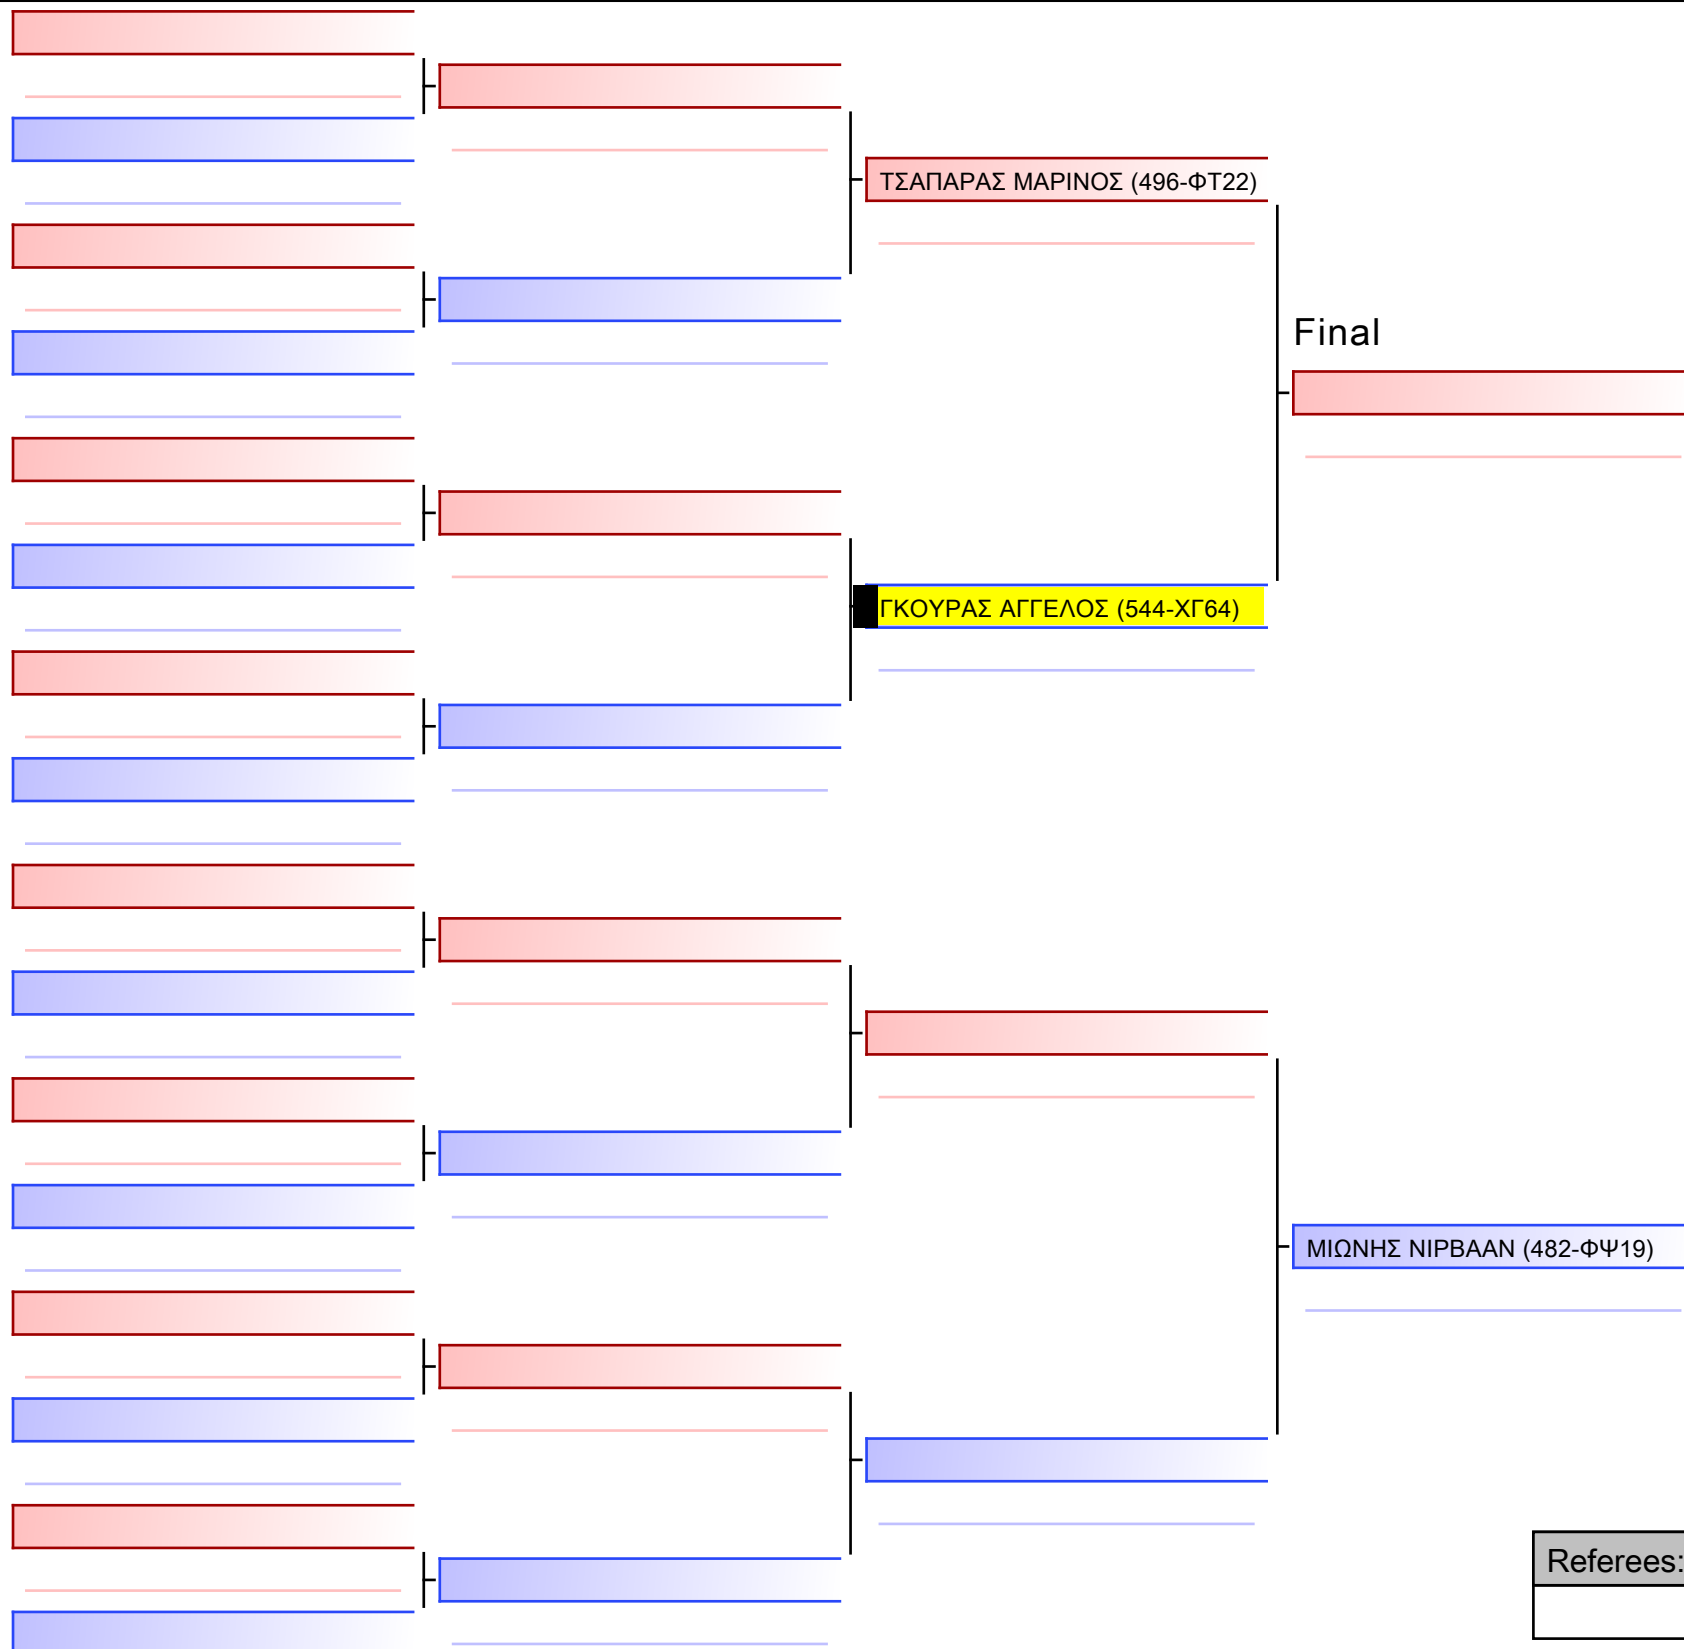 ΤΣΑΠΑΡΑΣ ΜΑΡΙΝΟΣ (496-ΦΤ22)
Final
ΓΚΟΥΡΑΣ ΑΓΓΕΛΟΣ (544-ΧΓ64)
ΜΙΩΝΗΣ ΝΙΡΒΑΑΝ (482-ΦΨ19)
Referees: